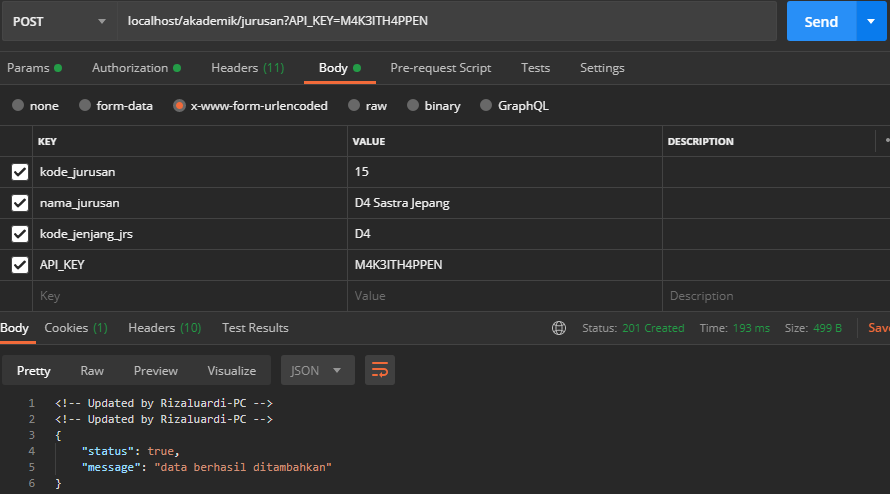 POST localhost/akademik/jurusan?API_KEY=M4K3ITH4PPEN Send
Params Authorization Headers (11) Body Pre-request Script Tests Settings
none form-data x-www-form-urlencoded raw binary GraphQL
KEY VALUE DESCRIPTION
kode_jurusan 15
nama_jurusan D4 Sastra Jepang
kode_jenjang_jrs D4
API_KEY M4K3ITH4PPEN
Key Value Description
Body Cookies (1) Headers (10) Test Results Status: 201 Created Time: 193 ms Size: 499 B Save
Pretty Raw Preview Visualize JSON
1 <!-- Updated by Rizaluardi-PC -->
2 <!-- Updated by Rizaluardi-PC -->
3 {
4 "status": true,
5 "message": "data berhasil ditambahkan"
6 }